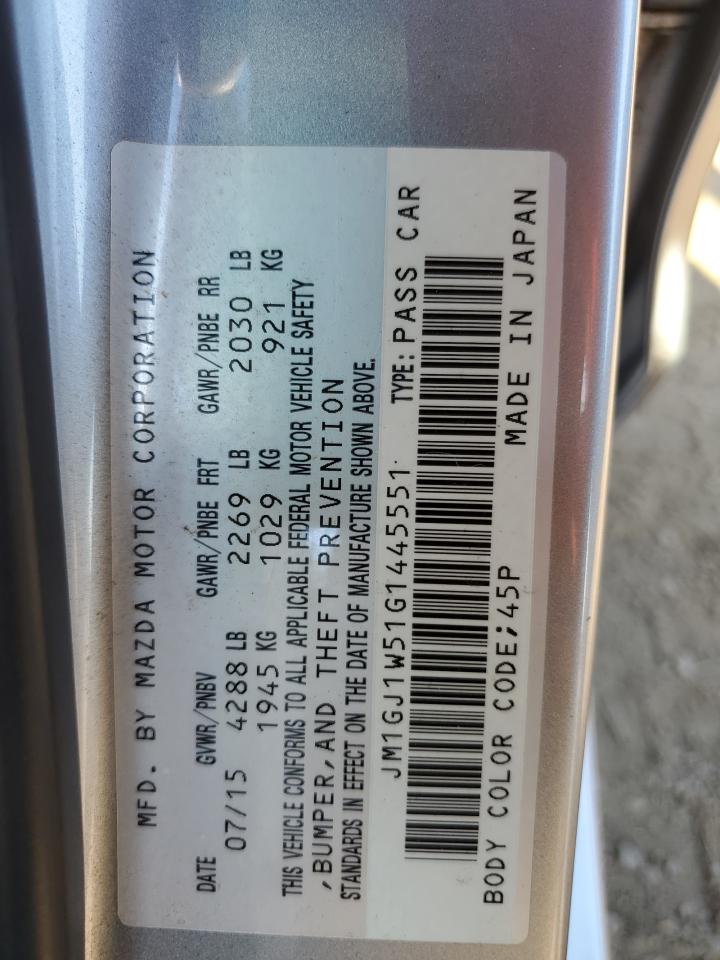 MFD. BY MAZDA MOTOR CORPORATION
DATE GVWR/PNBV GAWR/PNBE FRT GAWR/PNBE RR
07/15 4288 LB 2269 LB 2030 LB
1945 KG 1029 KG 921 KG
THIS VEHICLE CONFORMS TO ALL APPLICABLE FEDERAL MOTOR VEHICLE SAFETY
,BUMPER,AND THEFT PREVENTION
STANDARDS IN EFFECT ON THE DATE OF MANUFACTURE SHOWN ABOVE.
JM1GJ1W51G1445551 TYPE: PASS CAR
BODY COLOR CODE;45P MADE IN JAPAN